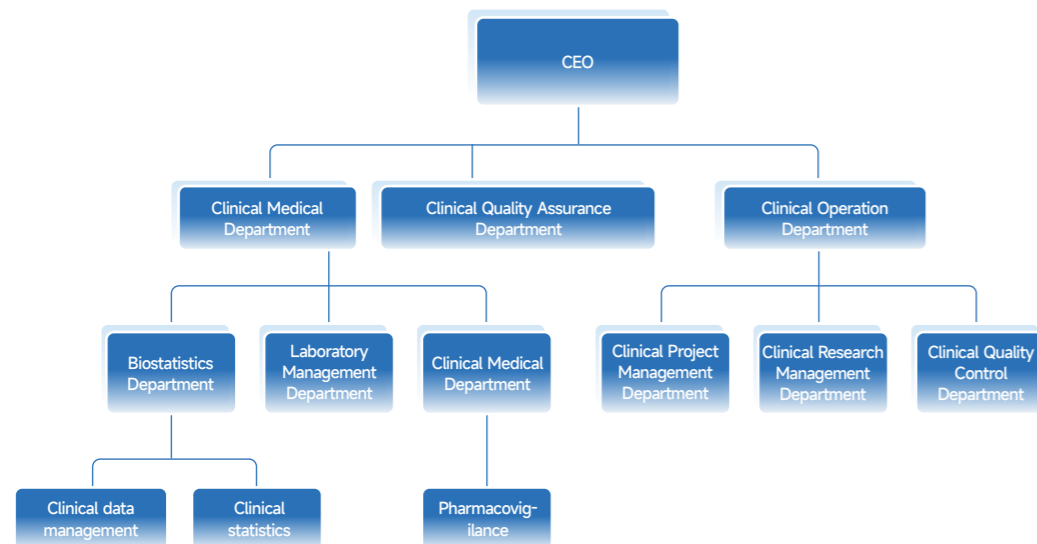 CEO
Clinical Medical
Department
Clinical Quality Assurance
Department
Clinical Operation
Department
Biostatistics
Department
Laboratory
Management
Department
Clinical Medical
Department
Clinical Project
Management
Department
Clinical Research
Management
Department
Clinical Quality
Control
Department
Clinical data
management
Clinical
statistics
Pharmacovig-
ilance